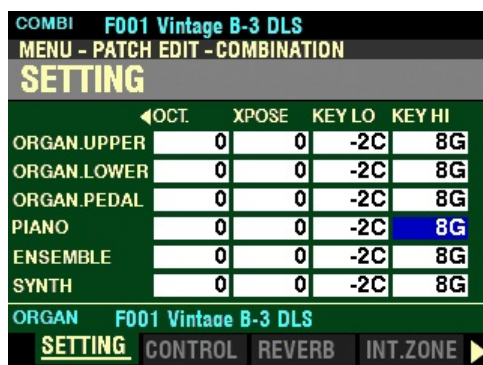 COMBI F001 Vintage B-3 DLS
MENU - PATCH EDIT -COMBINATION
SETTING
OCT. XPOSE KEY LO KEY HI
ORGAN.UPPER 0 0 -2C 8G
ORGAN.LOWER 0 0 -2C 8G
ORGAN.PEDAL 0 0 -2C 8G
PIANO 0 0 -2C 8G
ENSEMBLE 0 0 -2C 8G
SYNTH 0 0 -2C 8G
ORGAN F001 Vintage B-3 DLS
SETTING CONTROL REVERB INT.ZONE